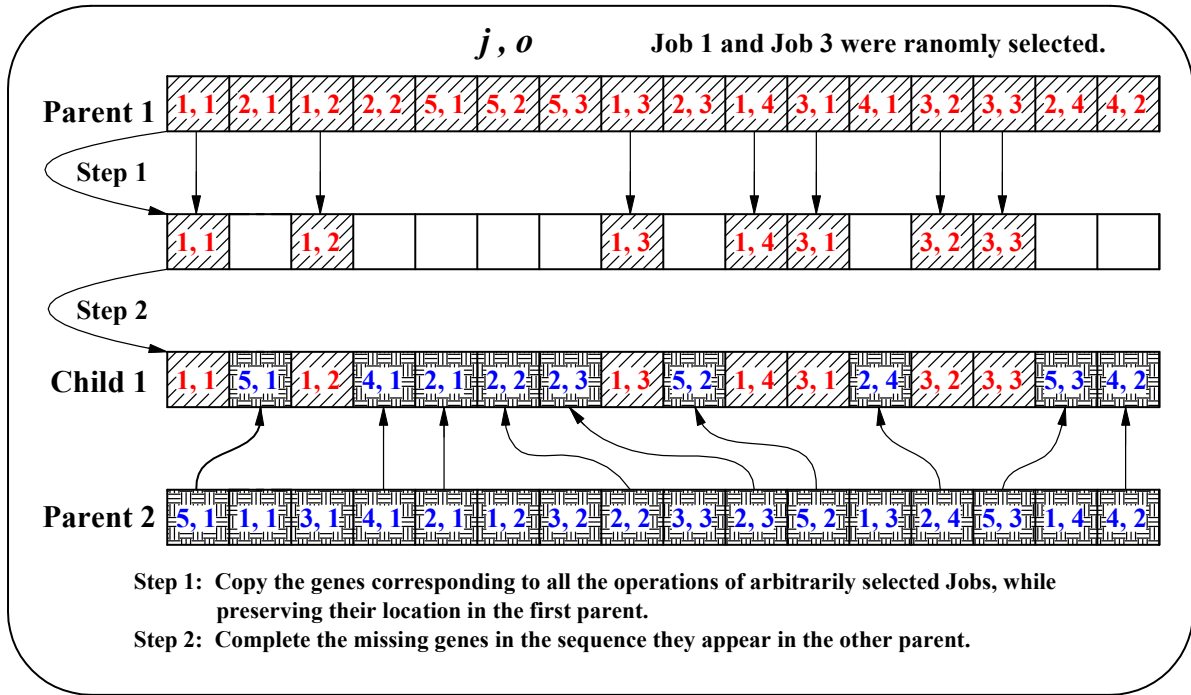 j , o Job 1 and Job 3 were ranomly selected.
Parent 1 1, 1 2, 1 1, 2 2, 2 5, 1 5, 2 5, 3 1, 3 2, 3 1, 4 3, 1 4, 1 3, 2 3, 3 2, 4 4, 2
Step 1
1, 1 1, 2 1, 3 1, 4 3, 1 3, 2 3, 3
Step 2
Child 1 1, 1 5, 1 1, 2 4, 1 2, 1 2, 2 2, 3 1, 3 5, 2 1, 4 3, 1 2, 4 3, 2 3, 3 5, 3 4, 2
Parent 2 5, 1 1, 1 3, 1 4, 1 2, 1 1, 2 3, 2 2, 2 3, 3 2, 3 5, 2 1, 3 2, 4 5, 3 1, 4 4, 2
Step 1: Copy the genes corresponding to all the operations of arbitrarily selected Jobs, while
preserving their location in the first parent.
Step 2: Complete the missing genes in the sequence they appear in the other parent.